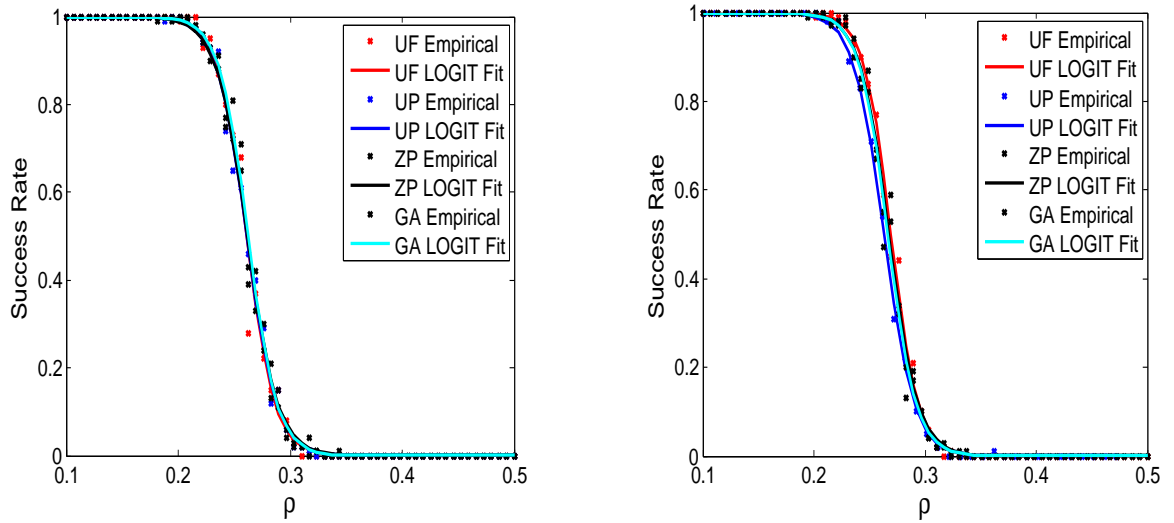 1
0.8
0.6
0.4
0.2
0
Success Rate
0.1
0.2
0.3
0.4
0.5
ρ
UF Empirical
UF LOGIT Fit
UP Empirical
UP LOGIT Fit
ZP Empirical
ZP LOGIT Fit
GA Empirical
GA LOGIT Fit
1
0.8
0.6
0.4
0.2
0
Success Rate
0.1
0.2
0.3
0.4
0.5
ρ
UF Empirical
UF LOGIT Fit
UP Empirical
UP LOGIT Fit
ZP Empirical
ZP LOGIT Fit
GA Empirical
GA LOGIT Fit